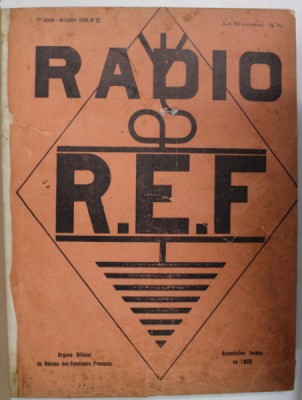 RADIO
R.E.F
Organe Officiel
du Réseau des Emetteurs Français
Association fondée
en 1925